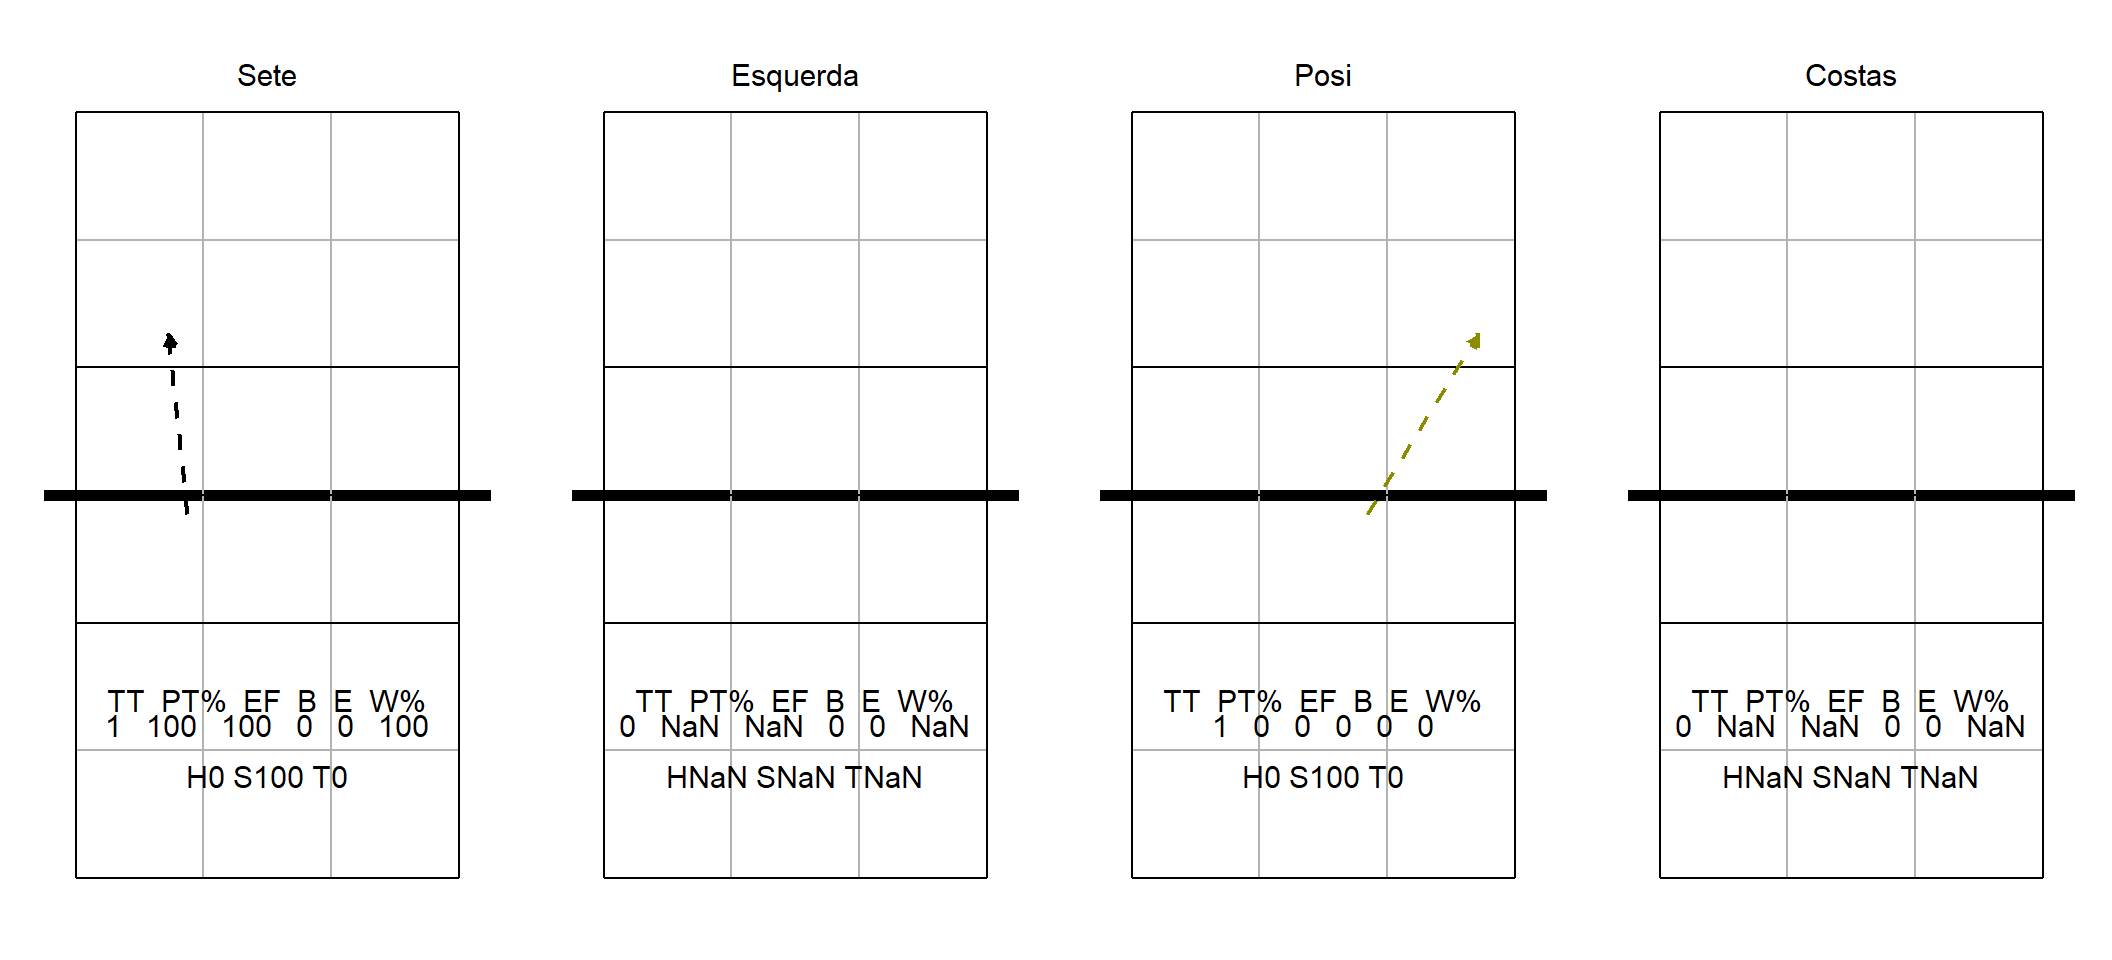 Sete
TT PT% EF B E W%
1 100 100 0 0 100
H0 S100 T0
Esquerda
TT PT% EF B E W%
0 NaN NaN 0 0 NaN
HNaN SNaN TNaN
Posi
TT PT% EF B E W%
1 0 0 0 0 0
H0 S100 T0
Costas
TT PT% EF B E W%
0 NaN NaN 0 0 NaN
HNaN SNaN TNaN